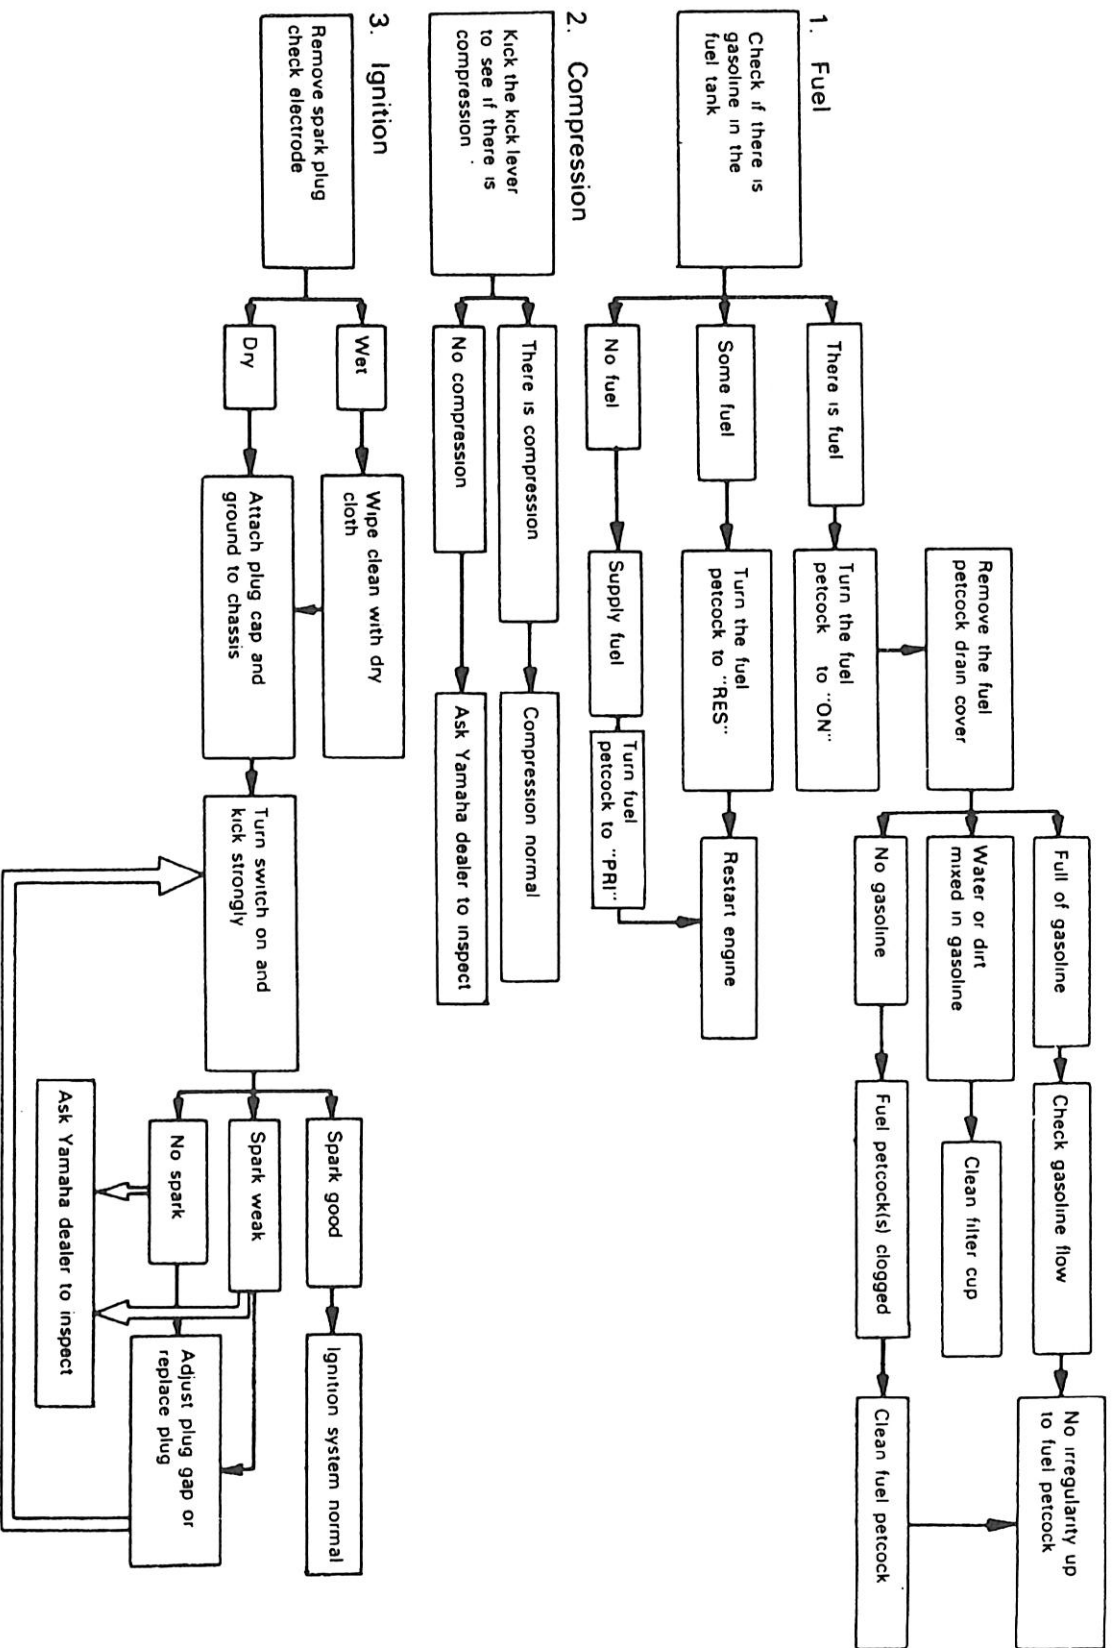 1. Fuel
Check if there is
gasoline in the
fuel tank
There is fuel
Turn the fuel
petcock to "ON"
Remove the fuel
petcock drain cover
Full of gasoline
Check gasoline flow
No irregularity up
to fuel petcock
Water or dirt
mixed in gasoline
Clean filter cup
No gasoline
Fuel petcock(s) clogged
Clean fuel petcock
Some fuel
Turn the fuel
petcock to "RES"
Restart engine
No fuel
Supply fuel
Turn fuel
petcock to "PRI"
2. Compression
Kick the kick lever
to see if there is
compression
There is compression
Compression normal
No compression
Ask Yamaha dealer to inspect
3. Ignition
Remove spark plug
check electrode
Wet
Wipe clean with dry
cloth
Dry
Attach plug cap and
ground to chassis
Turn switch on and
kick strongly
Spark good
Ignition system normal
Spark weak
No spark
Adjust plug gap or
replace plug
Ask Yamaha dealer to inspect